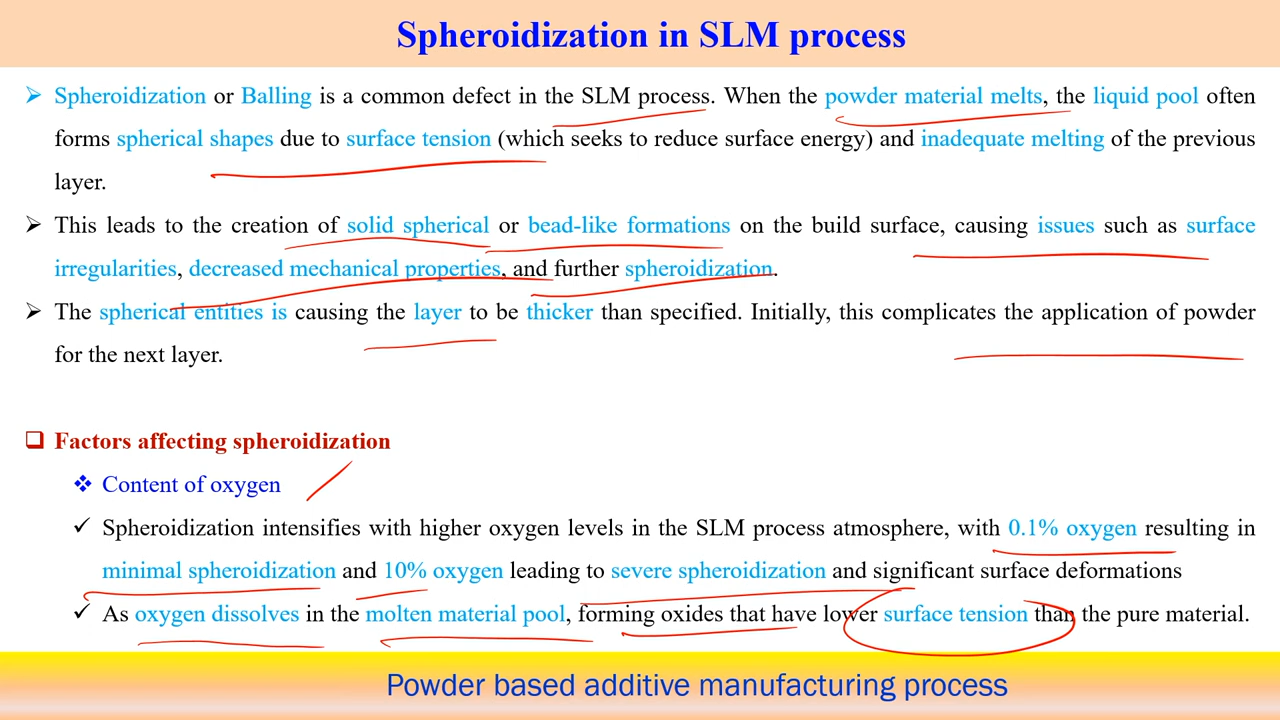 Spheroidization in SLM process
➢ Spheroidization or Balling is a common defect in the SLM process. When the powder material melts, the liquid pool often
forms spherical shapes due to surface tension (which seeks to reduce surface energy) and inadequate melting of the previous
layer.
➢ This leads to the creation of solid spherical or bead-like formations on the build surface, causing issues such as surface
irregularities, decreased mechanical properties, and further spheroidization.
➢ The spherical entities is causing the layer to be thicker than specified. Initially, this complicates the application of powder
for the next layer.
❑ Factors affecting spheroidization
❖ Content of oxygen
✓ Spheroidization intensifies with higher oxygen levels in the SLM process atmosphere, with 0.1% oxygen resulting in
minimal spheroidization and 10% oxygen leading to severe spheroidization and significant surface deformations
✓ As oxygen dissolves in the molten material pool, forming oxides that have lower surface tension than the pure material.
Powder based additive manufacturing process